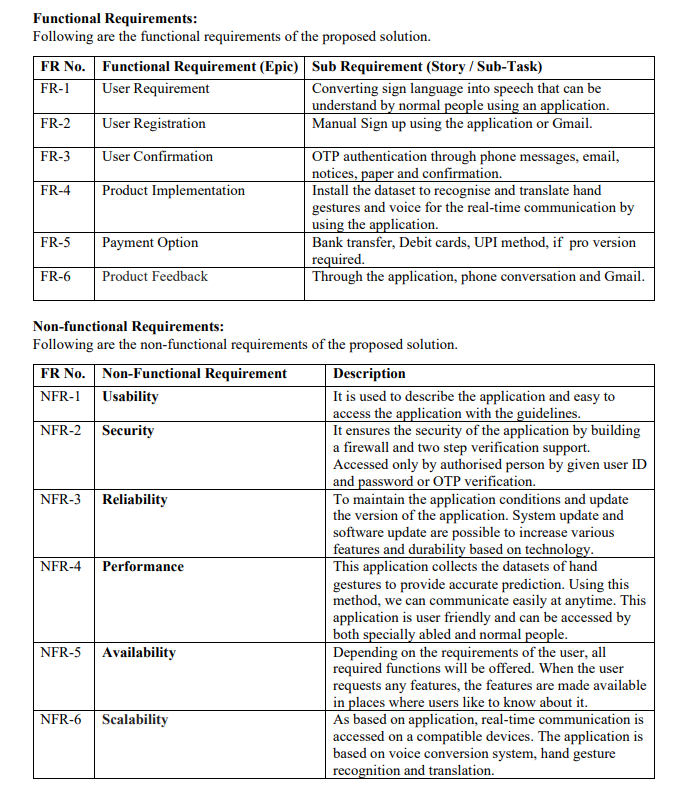 Functional Requirements:
Following are the functional requirements of the proposed solution.
FR No. Functional Requirement (Epic) Sub Requirement (Story / Sub-Task)
FR-1 User Requirement Converting sign language into speech that can be
understand by normal people using an application.
FR-2 User Registration Manual Sign up using the application or Gmail.
FR-3 User Confirmation OTP authentication through phone messages, email,
notices, paper and confirmation.
FR-4 Product Implementation Install the dataset to recognise and translate hand
gestures and voice for the real-time communication by
using the application.
FR-5 Payment Option Bank transfer, Debit cards, UPI method, if pro version
required.
FR-6 Product Feedback Through the application, phone conversation and Gmail.
Non-functional Requirements:
Following are the non-functional requirements of the proposed solution.
FR No. Non-Functional Requirement Description
NFR-1 Usability It is used to describe the application and easy to
access the application with the guidelines.
NFR-2 Security It ensures the security of the application by building
a firewall and two step verification support.
Accessed only by authorised person by given user ID
and password or OTP verification.
NFR-3 Reliability To maintain the application conditions and update
the version of the application. System update and
software update are possible to increase various
features and durability based on technology.
NFR-4 Performance This application collects the datasets of hand
gestures to provide accurate prediction. Using this
method, we can communicate easily at anytime. This
application is user friendly and can be accessed by
both specially abled and normal people.
NFR-5 Availability Depending on the requirements of the user, all
required functions will be offered. When the user
requests any features, the features are made available
in places where users like to know about it.
NFR-6 Scalability As based on application, real-time communication is
accessed on a compatible devices. The application is
based on voice conversion system, hand gesture
recognition and translation.